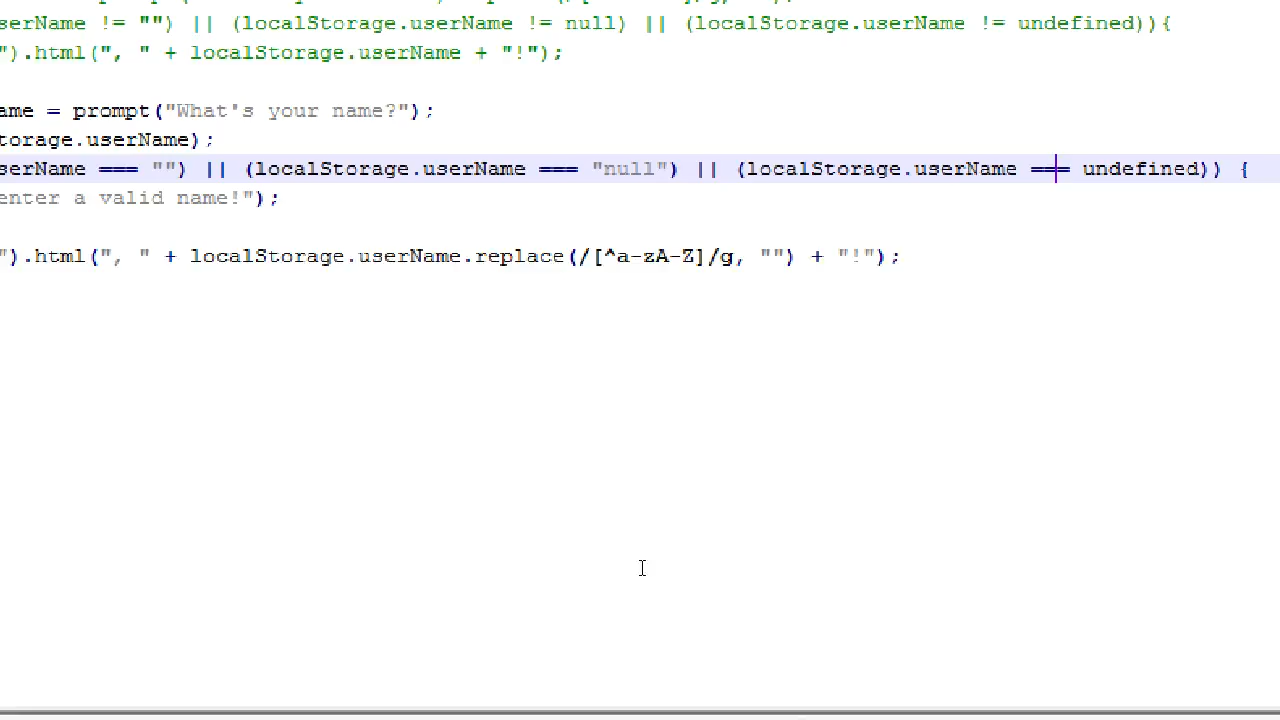 serName != "") || (localStorage.userName != null) || (localStorage.userName != undefined)){
").html(", " + localStorage.userName + "!");
ame = prompt("What's your name?");
torage.userName);
serName === "") || (localStorage.userName === "null") || (localStorage.userName === undefined)) {
enter a valid name!");
").html(", " + localStorage.userName.replace(/[^a-zA-Z]/g, "") + "!");